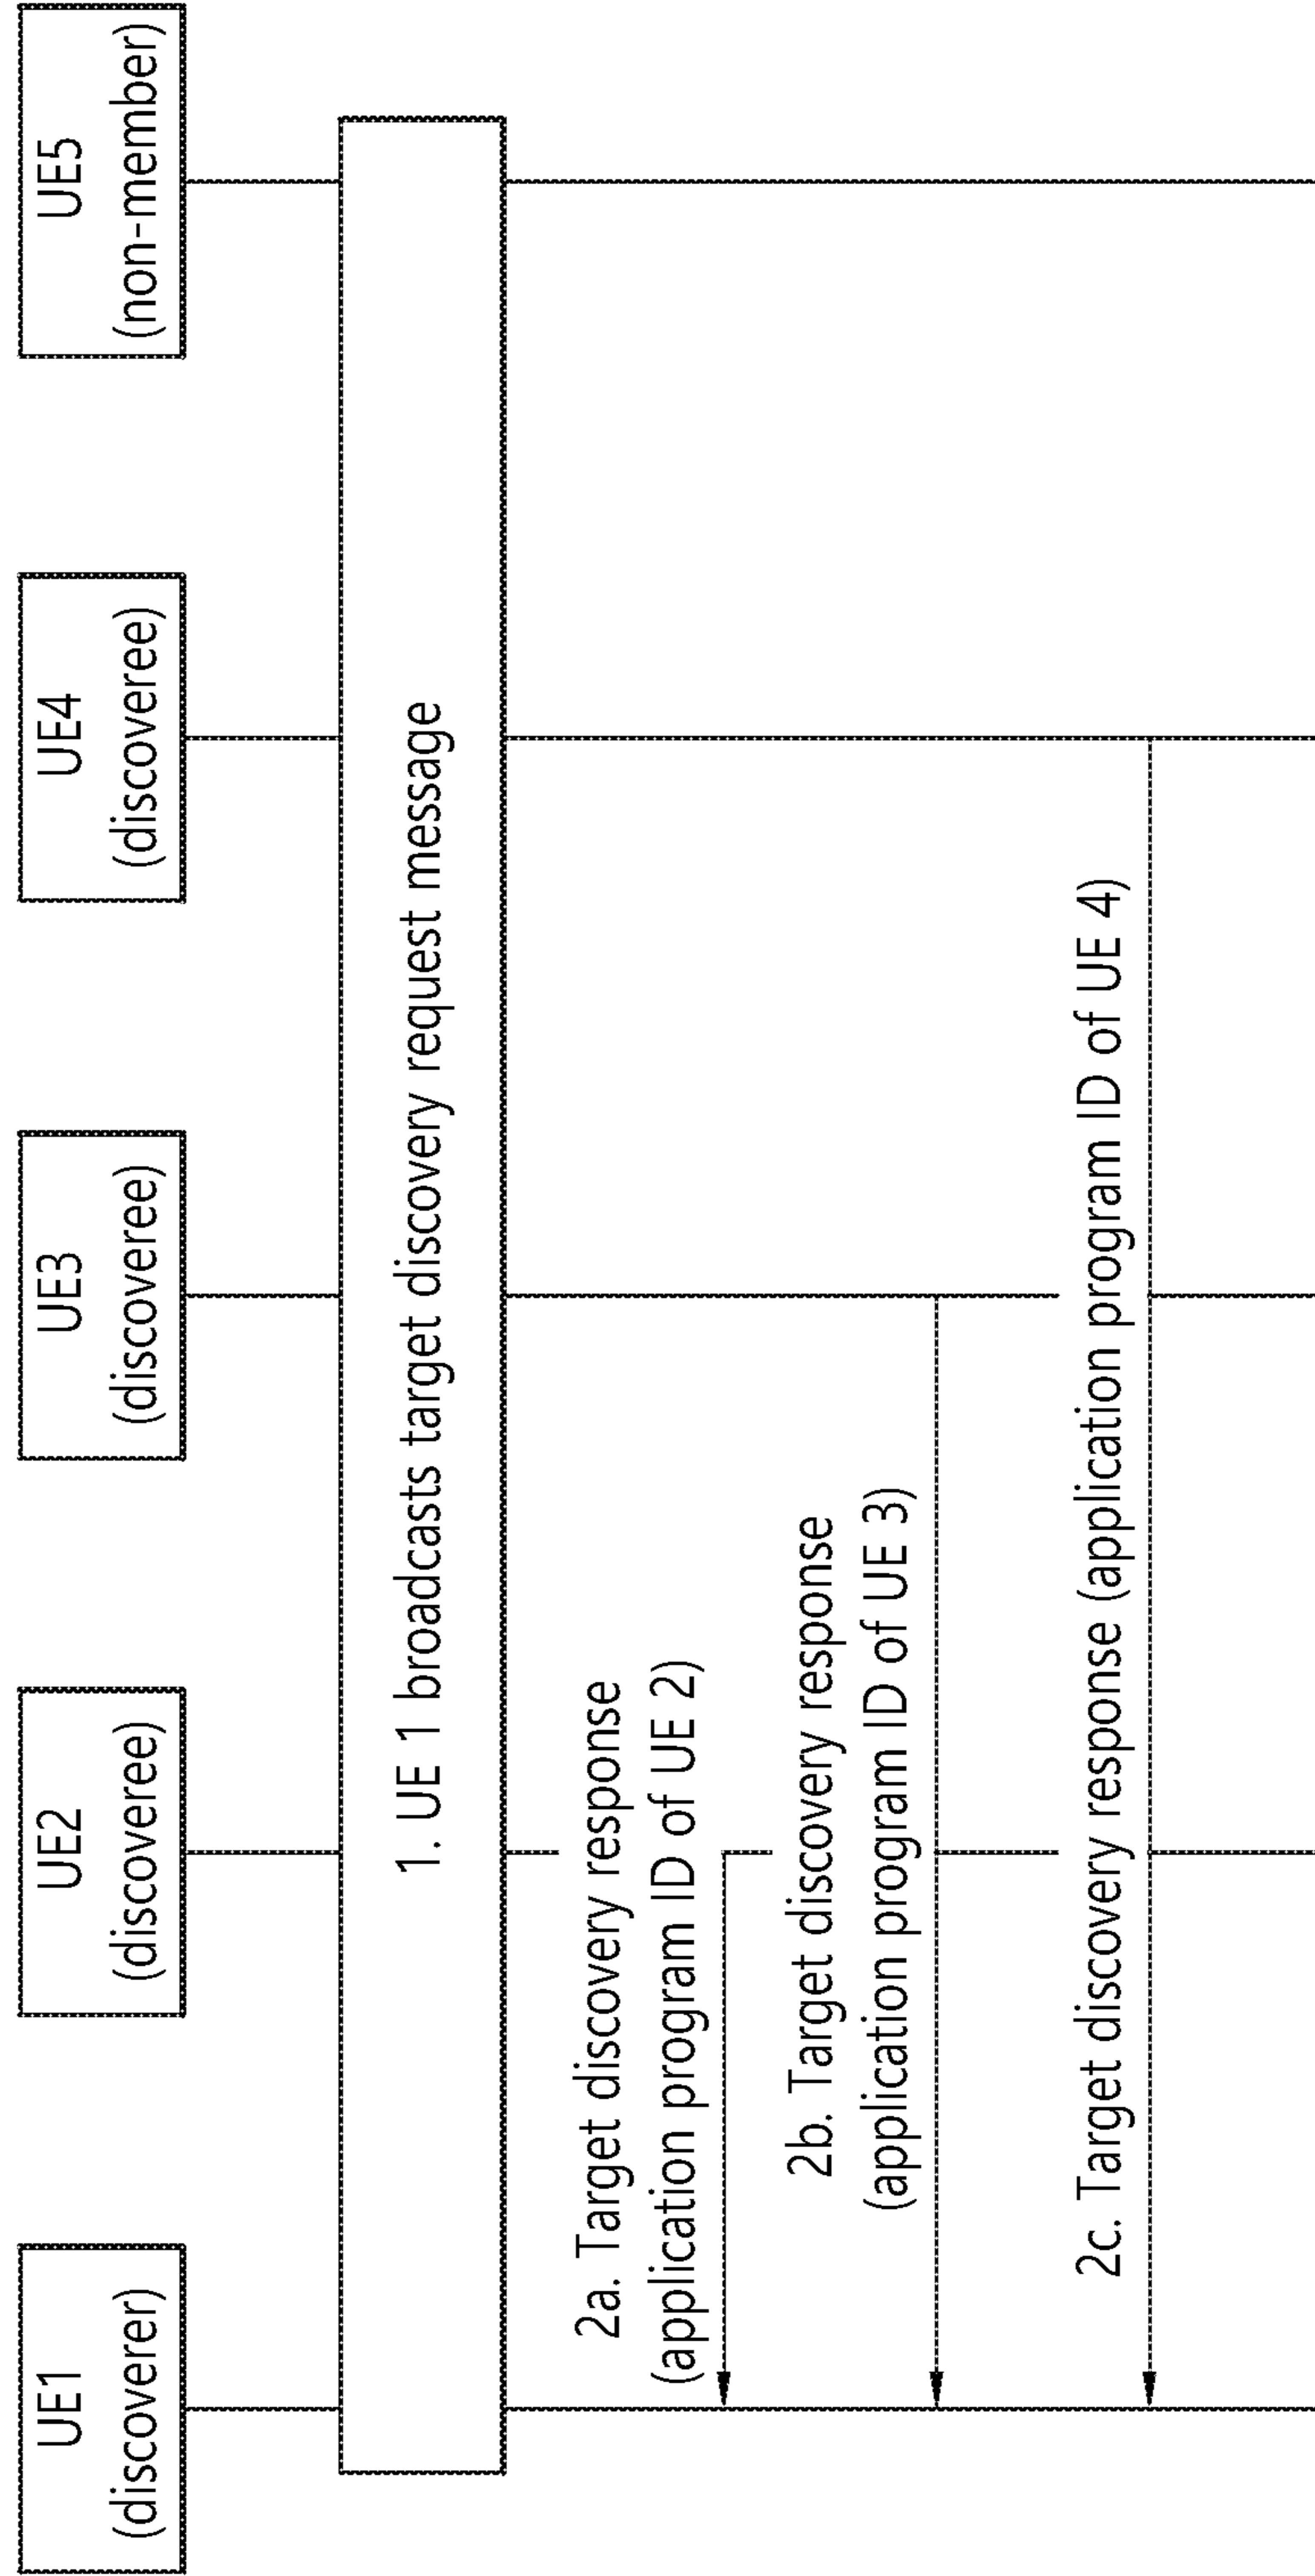 UE1
(discoverer)
UE2
(discoveree)
UE3
(discoveree)
UE4
(discoveree)
UE5
(non-member)
1. UE 1 broadcasts target discovery request message
2a. Target discovery response
(application program ID of UE 2)
2b. Target discovery response
(application program ID of UE 3)
2c. Target discovery response (application program ID of UE 4)